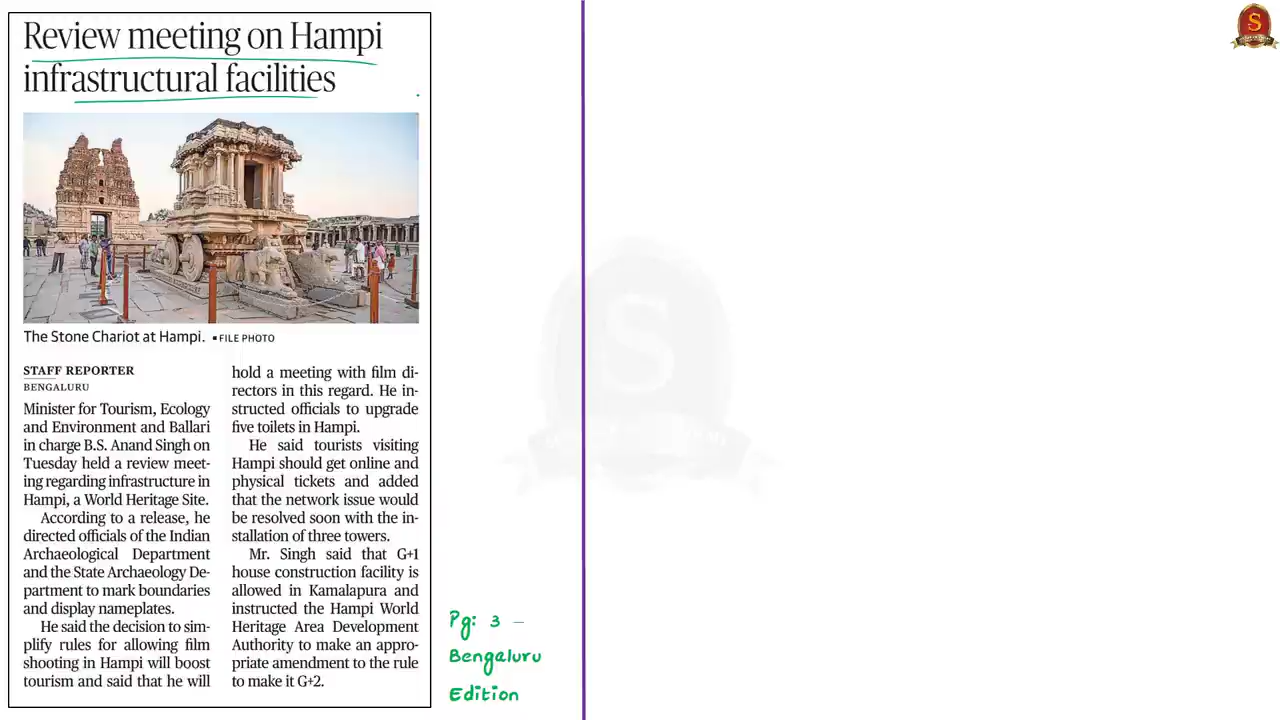 Review meeting on Hampi
infrastructural facilities
The Stone Chariot at Hampi. ▪ FILE PHOTO
STAFF REPORTER
BENGALURU
Minister for Tourism, Ecology
and Environment and Ballari
in charge B.S. Anand Singh on
Tuesday held a review meet-
ing regarding infrastructure in
Hampi, a World Heritage Site.
According to a release, he
directed officials of the Indian
Archaeological Department
and the State Archaeology De-
partment to mark boundaries
and display nameplates.
He said the decision to sim-
plify rules for allowing film
shooting in Hampi will boost
tourism and said that he will
hold a meeting with film di-
rectors in this regard. He in-
structed officials to upgrade
five toilets in Hampi.
He said tourists visiting
Hampi should get online and
physical tickets and added
that the network issue would
be resolved soon with the in-
stallation of three towers.
Mr. Singh said that G+1
house construction facility is
allowed in Kamalapura and
instructed the Hampi World
Heritage Area Development
Authority to make an appro-
priate amendment to the rule
to make it G+2.
Pg: 3 –
Bengaluru
Edition
S
S